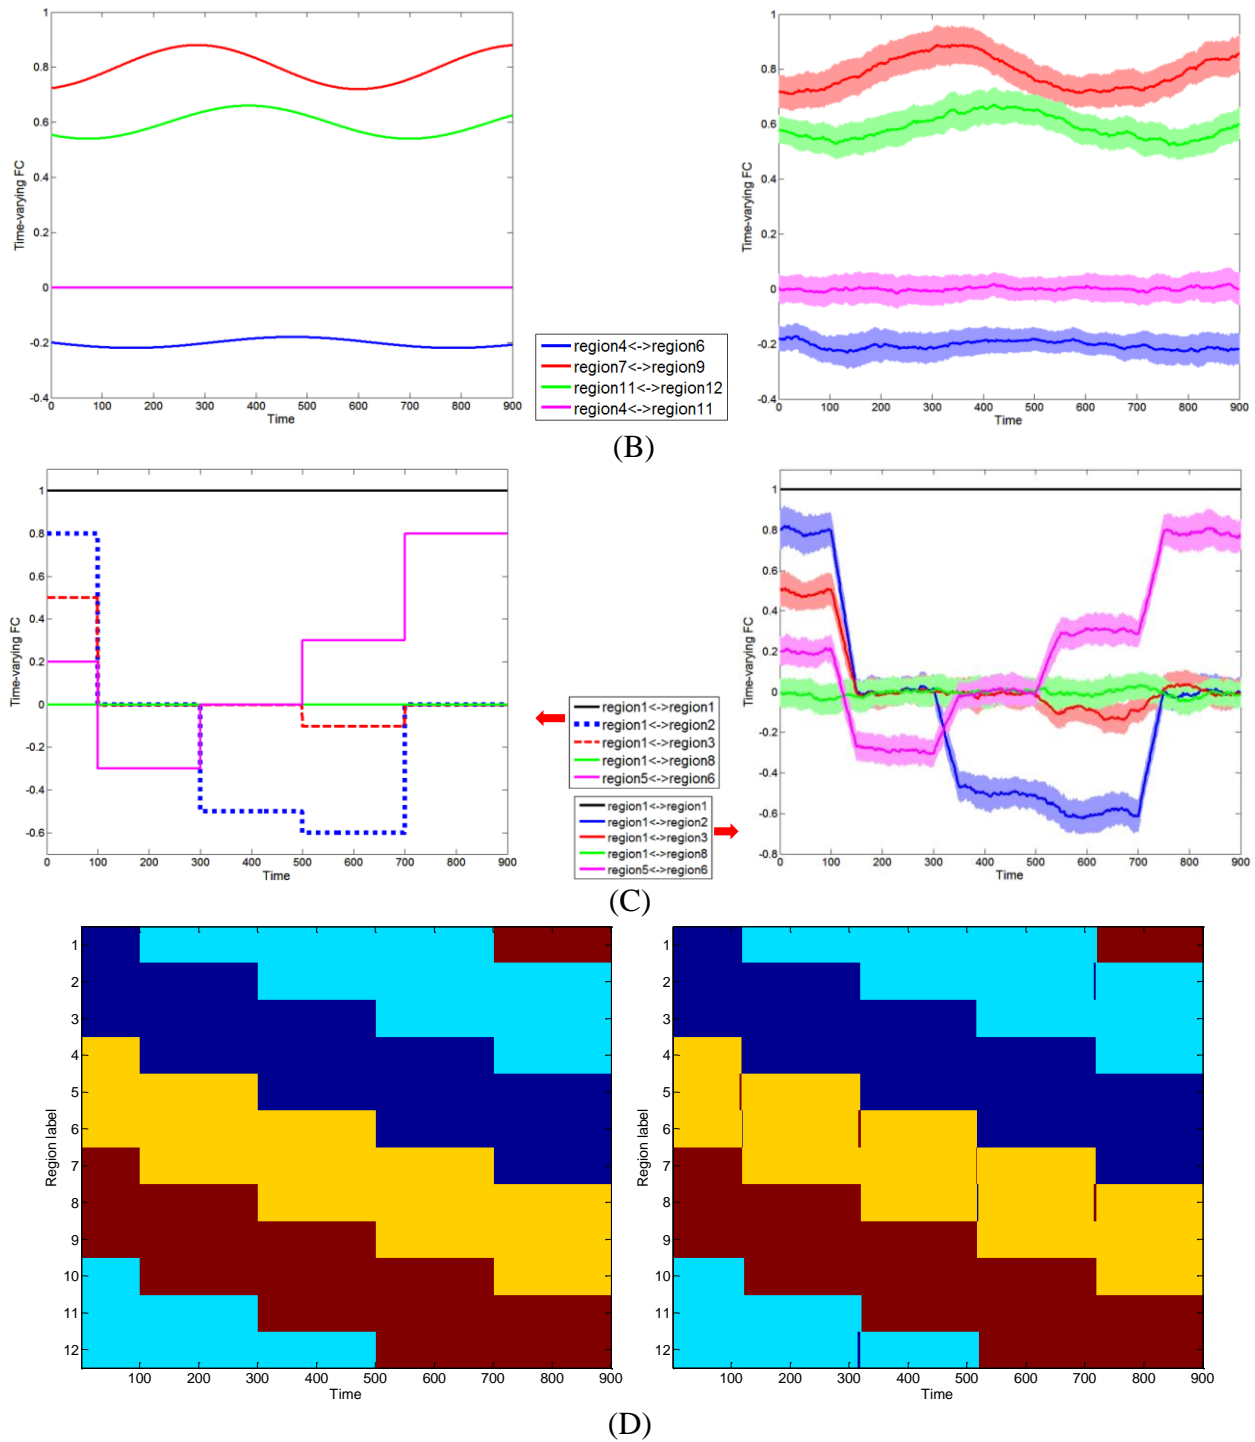 1
0.8
0.6
0.4
0.2
0
-0.2
-0.4
Time-varying FC
0 100 200 300 400 500 600 700 800 900
Time
region4<->region6
region7<->region9
region11<->region12
region4<->region11
1
0.8
0.6
0.4
0.2
0
-0.2
-0.4
Time-varying FC
0 100 200 300 400 500 600 700 800 900
Time
(B)
1
0.8
0.6
0.4
0.2
0
-0.2
-0.4
-0.6
Time-varying FC
0 100 200 300 400 500 600 700 800 900
Time
region1<->region1
region1<->region2
region1<->region3
region1<->region8
region5<->region6
region1<->region1
region1<->region2
region1<->region3
region1<->region8
region5<->region6
1
0.8
0.6
0.4
0.2
0
-0.2
-0.4
-0.6
-0.8
Time-varying FC
0 100 200 300 400 500 600 700 800 900
Time
(C)
1
2
3
4
5
6
7
8
9
10
11
12
Region label
100 200 300 400 500 600 700 800 900
Time
1
2
3
4
5
6
7
8
9
10
11
12
Region label
100 200 300 400 500 600 700 800 900
Time
(D)